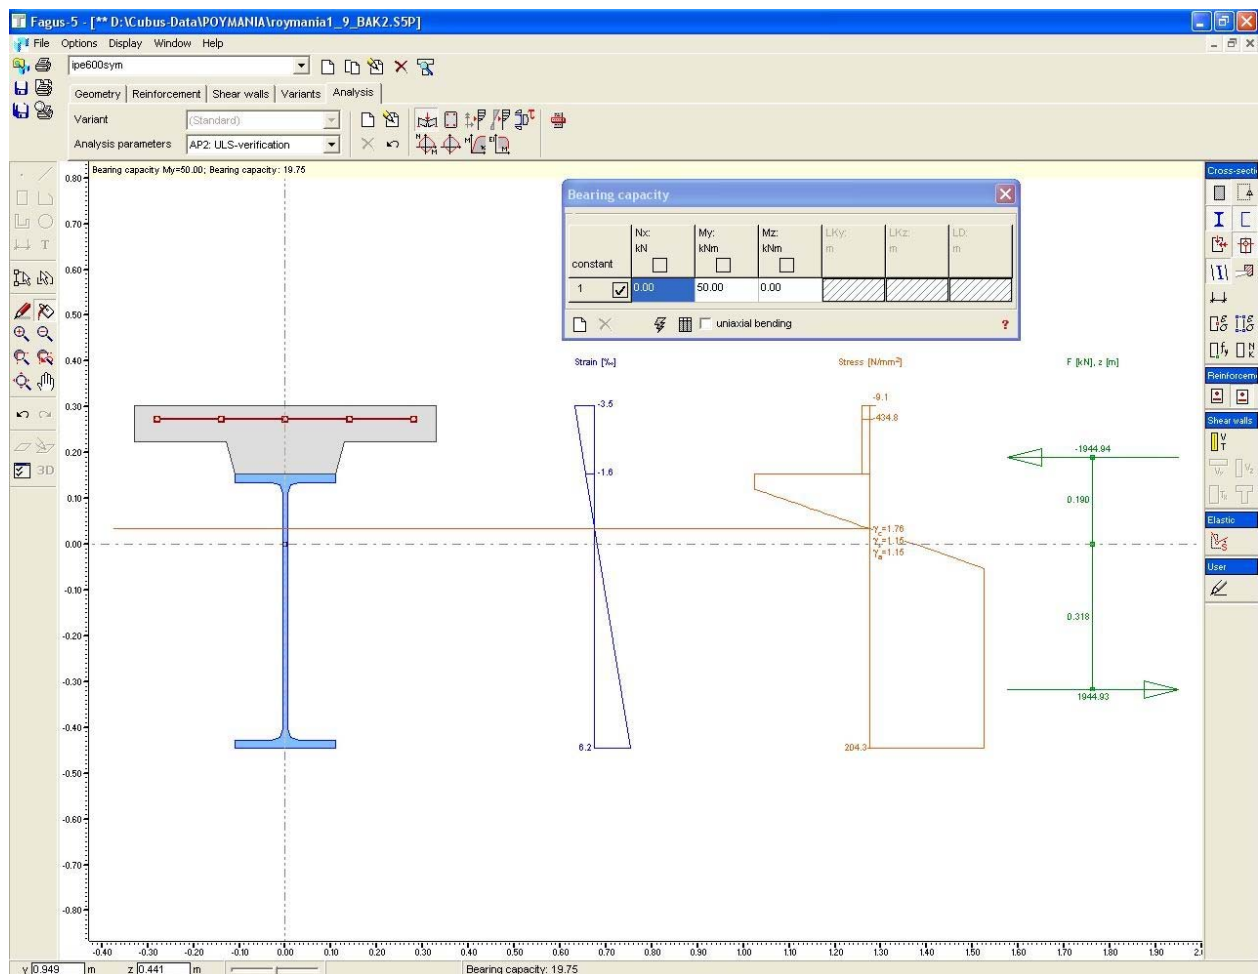 Fagus-5 - [** D:\Cubus-Data\POYMANIA\roymania1_9_BAK2.S5P]
File Options Display Window Help
ipe600sym
Geometry Reinforcement Shear walls Variants Analysis
Variant (Standard)
Analysis parameters AP2: ULS-verification
Bearing capacity My=50.00; Bearing capacity: 19.75
Cross-secti
Bearing capacity
Nx: My: Mz: LKy: LKz: LD:
kN kNm kNm m m m
constant
1 0.00 50.00 0.00
uniaxial bending ?
Strain [‰] Stress [N/mm²] F [kN], z [m]
-3.5 -9.1
-434.8
-1944.94
-1.6
0.190
γc=1.76
γs=1.15
γa=1.15
0.318
1944.93
6.2 204.3
0.80
0.70
0.60
0.50
0.40
0.30
0.20
0.10
0.00
-0.10
-0.20
-0.30
-0.40
-0.50
-0.60
-0.70
-0.80
Reinforcem
Shear walls
Elastic
User
3D
-0.40 -0.30 -0.20 -0.10 0.00 0.10 0.20 0.30 0.40 0.50 0.60 0.70 0.80 0.90 1.00 1.10 1.20 1.30 1.40 1.50 1.60 1.70 1.80 1.90 2.0
y 0.949 m z 0.441 m Bearing capacity: 19.75